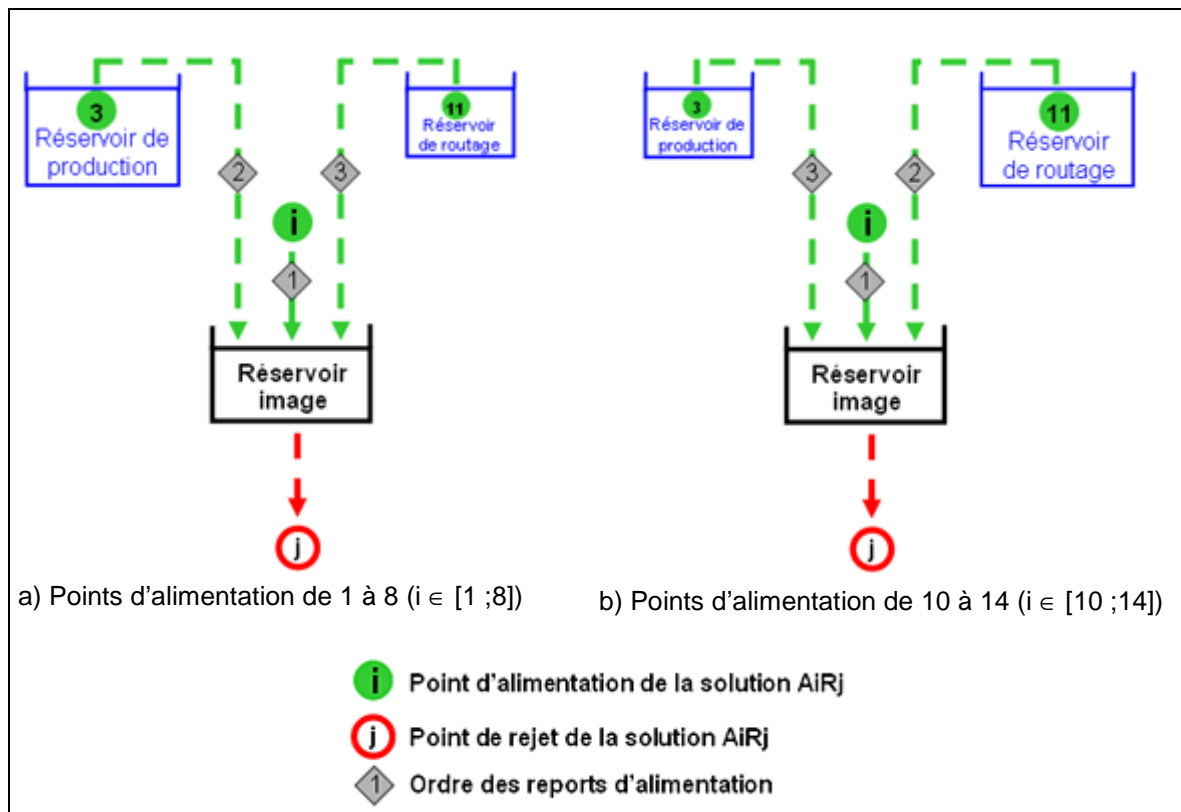 3
Réservoir de
production
11
Réservoir
de routage
2
3
i
1
Réservoir
image
j
a) Points d'alimentation de 1 à 8 (i ∈ [1 ;8])
3
Réservoir de
production
11
Réservoir
de routage
3
2
i
1
Réservoir
image
j
b) Points d'alimentation de 10 à 14 (i ∈ [10 ;14])
i Point d'alimentation de la solution AiRj
j Point de rejet de la solution AiRj
1 Ordre des reports d'alimentation